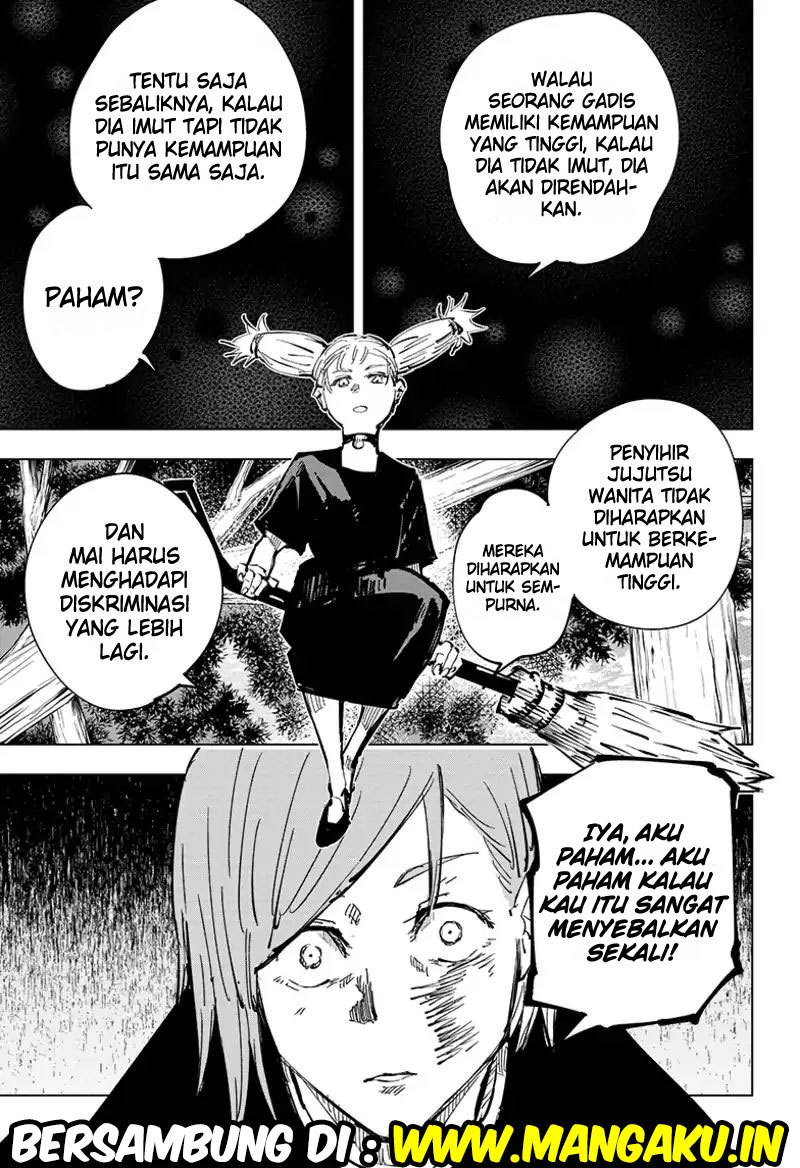 WALAU
SEORANG GADIS
MEMILIKI KEMAMPUAN
YANG TINGGI, KALAU
DIA TIDAK IMUT, DIA
AKAN DIRENDAH-
KAN.
TENTU SAJA
SEBALIKNYA, KALAU
DIA IMUT TAPI TIDAK
PUNYA KEMAMPUAN
ITU SAMA SAJA.
PAHAM?
PENYIHIR
JUJUTSU
WANITA TIDAK
DIHARAPKAN
UNTUK BERKE-
MAMPUAN
TINGGI.
MEREKA
DIHARAPKAN
UNTUK SEM-
PURNA.
DAN
MAI HARUS
MENGHADAPI
DISKRIMINASI
YANG LEBIH
LAGI.
IYA, AKU
PAHAM... AKU
PAHAM KALAU
KAU ITU SANGAT
MENYEBALKAN
SEKALI!
BERSAMBUNG DI : WWW.MANGAKU.IN